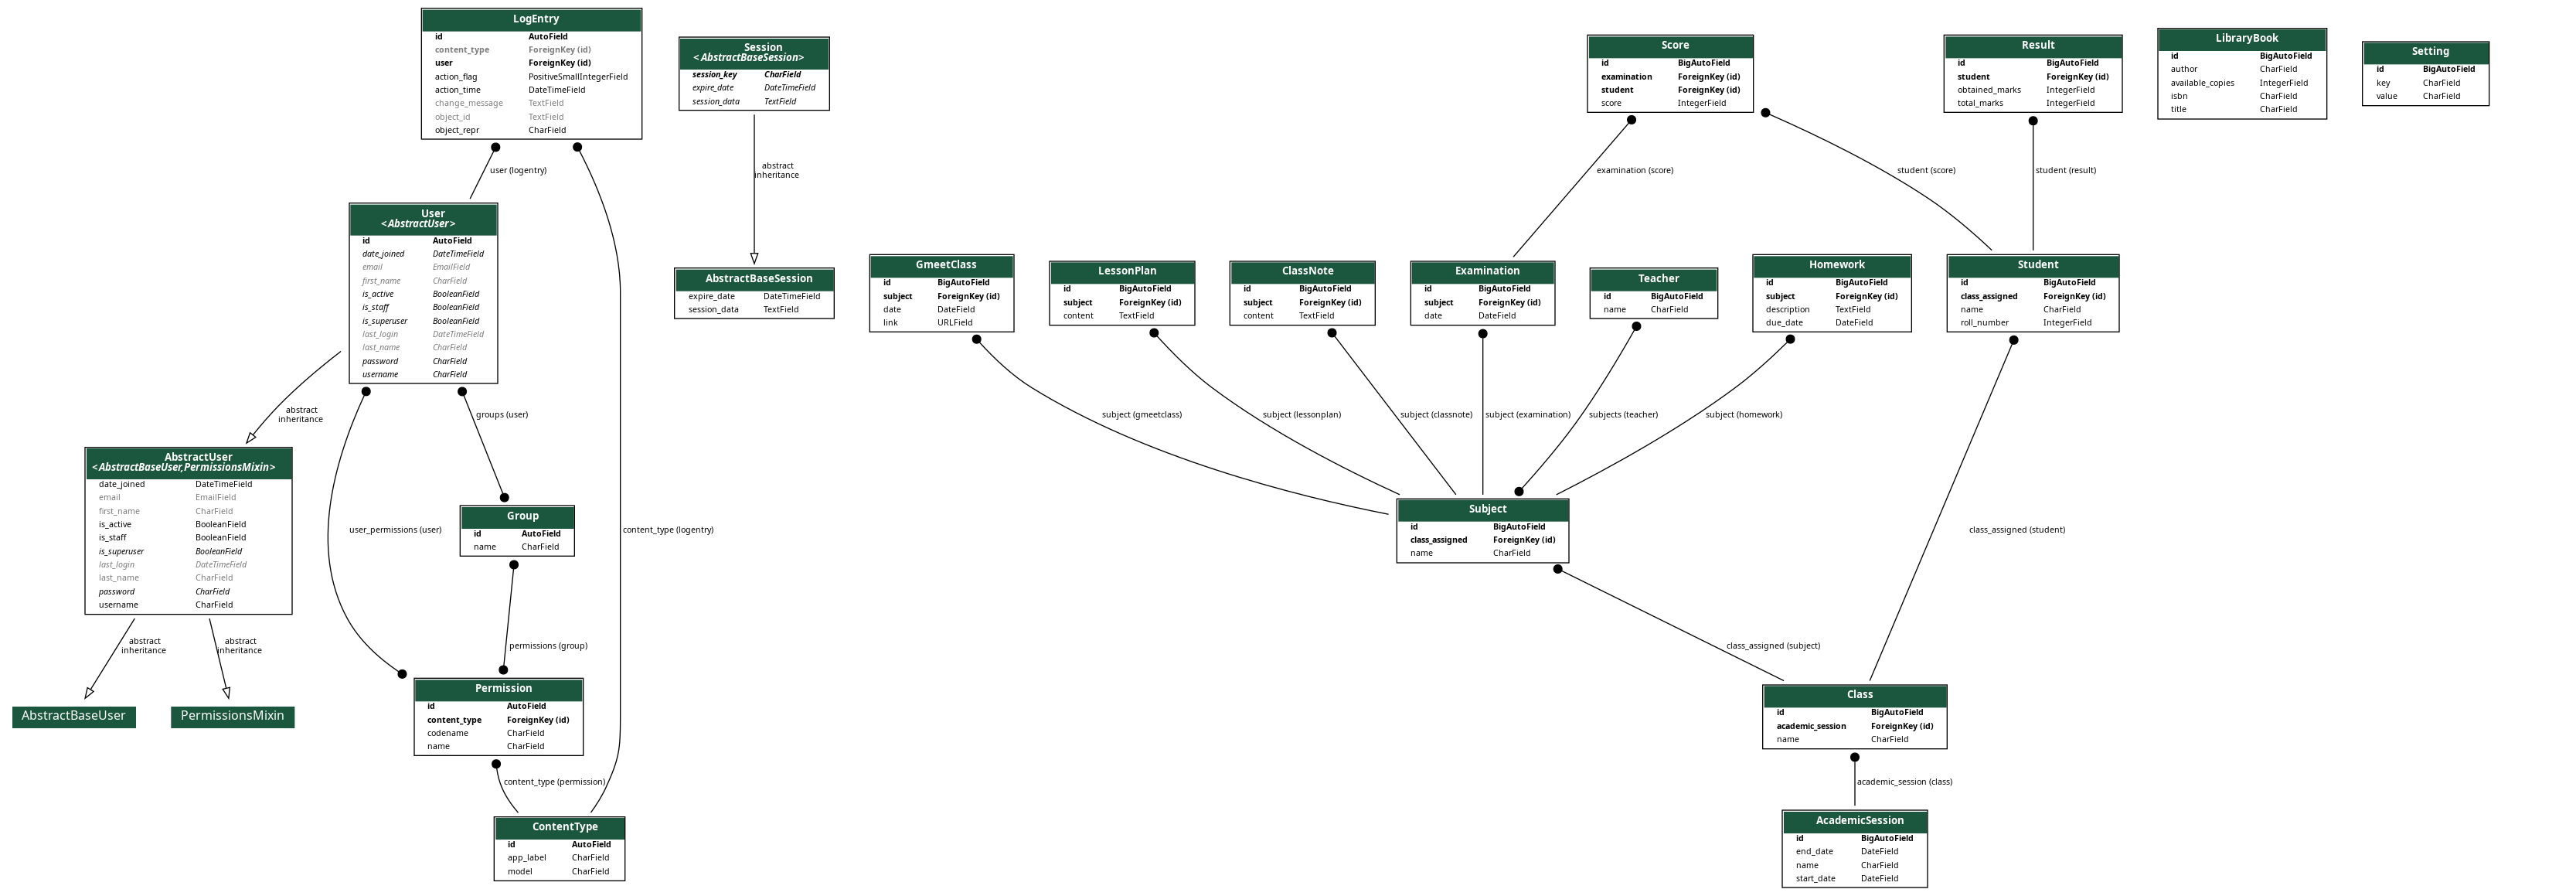 LogEntry
id AutoField
content_type ForeignKey (id)
user ForeignKey (id)
action_flag PositiveSmallIntegerField
action_time DateTimeField
change_message TextField
object_id TextField
object_repr CharField
Session
<AbstractBaseSession>
session_key CharField
expire_date DateTimeField
session_data TextField
Score
id BigAutoField
examination ForeignKey (id)
student ForeignKey (id)
score IntegerField
Result
id BigAutoField
student ForeignKey (id)
obtained_marks IntegerField
total_marks IntegerField
LibraryBook
id BigAutoField
author CharField
available_copies IntegerField
isbn CharField
title CharField
Setting
id BigAutoField
key CharField
value CharField
user (logentry)
abstract
inheritance
examination (score)
student (score)
student (result)
User
<AbstractUser>
id AutoField
date_joined DateTimeField
email EmailField
first_name CharField
is_active BooleanField
is_staff BooleanField
is_superuser BooleanField
last_login DateTimeField
last_name CharField
password CharField
username CharField
AbstractBaseSession
expire_date DateTimeField
session_data TextField
GmeetClass
id BigAutoField
subject ForeignKey (id)
date DateField
link URLField
LessonPlan
id BigAutoField
subject ForeignKey (id)
content TextField
ClassNote
id BigAutoField
subject ForeignKey (id)
content TextField
Examination
id BigAutoField
subject ForeignKey (id)
date DateField
Teacher
id BigAutoField
name CharField
Homework
id BigAutoField
subject ForeignKey (id)
description TextField
due_date DateField
Student
id BigAutoField
class_assigned ForeignKey (id)
name CharField
roll_number IntegerField
abstract
inheritance
groups (user)
subject (gmeetclass)
subject (lessonplan)
subject (classnote)
subject (examination)
subjects (teacher)
subject (homework)
AbstractUser
<AbstractBaseUser,PermissionsMixin>
date_joined DateTimeField
email EmailField
first_name CharField
is_active BooleanField
is_staff BooleanField
is_superuser BooleanField
last_login DateTimeField
last_name CharField
password CharField
username CharField
user_permissions (user)
Group
id AutoField
name CharField
content_type (logentry)
Subject
id BigAutoField
class_assigned ForeignKey (id)
name CharField
class_assigned (student)
abstract
inheritance
abstract
inheritance
permissions (group)
class_assigned (subject)
AbstractBaseUser
PermissionsMixin
Permission
id AutoField
content_type ForeignKey (id)
codename CharField
name CharField
Class
id BigAutoField
academic_session ForeignKey (id)
name CharField
content_type (permission)
academic_session (class)
ContentType
id AutoField
app_label CharField
model CharField
AcademicSession
id BigAutoField
end_date DateField
name CharField
start_date DateField